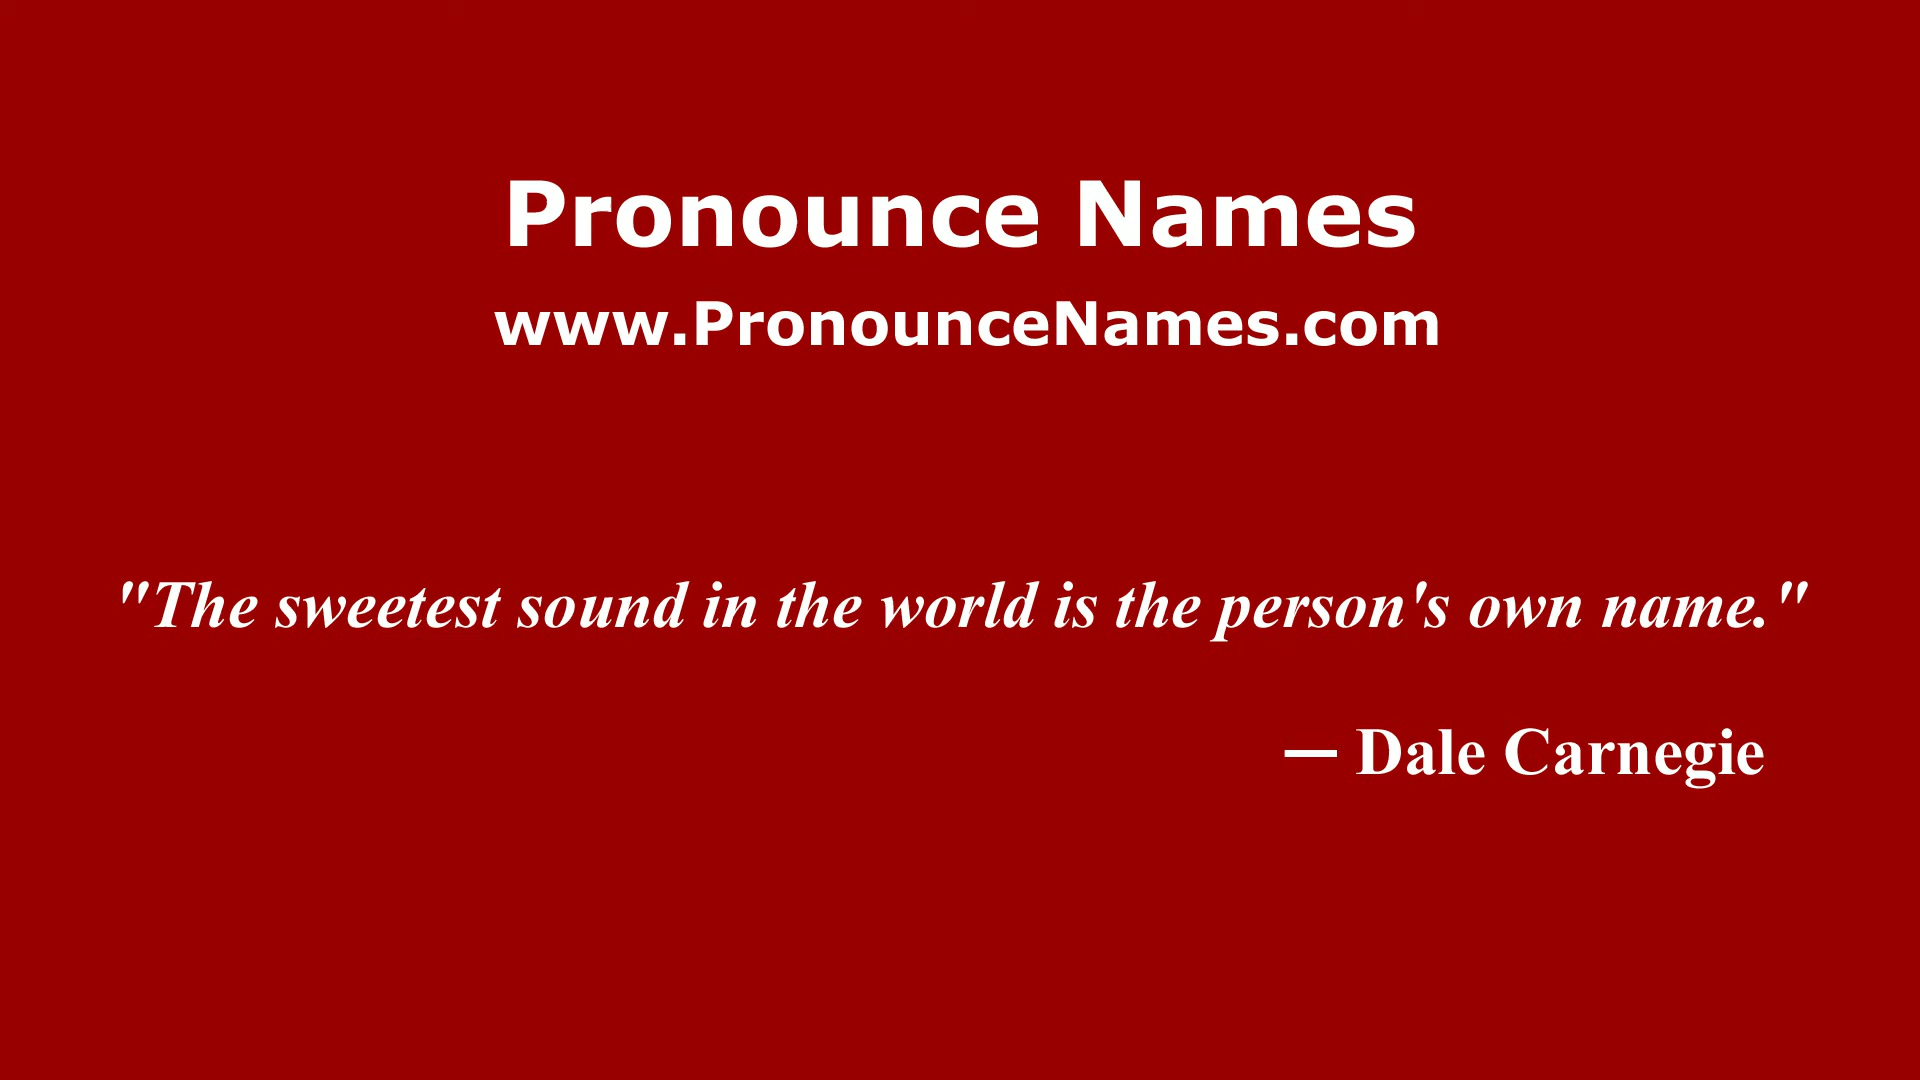 Pronounce Names
www.PronounceNames.com
"The sweetest sound in the world is the person's own name."
— Dale Carnegie